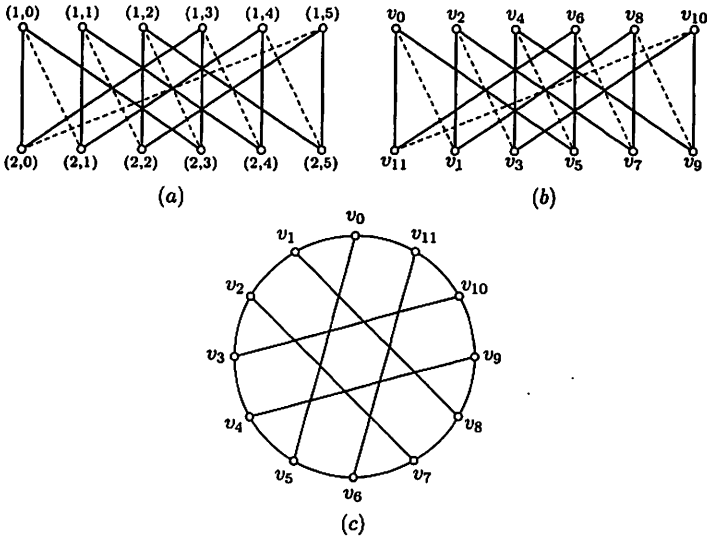 (1,0) (1,1) (1,2) (1,3) (1,4) (1,5)
(2,0) (2,1) (2,2) (2,3) (2,4) (2,5)
(a)
v0 v2 v4 v6 v8 v10
v11 v1 v3 v5 v7 v9
(b)
v0
v1 v11
v2 v10
v3 v9
v4 v8
v5 v7
v6
(c)